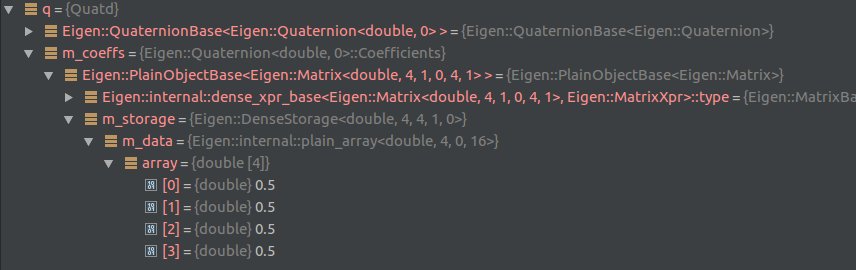 q = {Quatd}
Eigen::QuaternionBase<Eigen::Quaternion<double, 0> > = {Eigen::QuaternionBase<Eigen::Quaternion>}
m_coeffs = {Eigen::Quaternion<double, 0>::Coefficients}
Eigen::PlainObjectBase<Eigen::Matrix<double, 4, 1, 0, 4, 1> > = {Eigen::PlainObjectBase<Eigen::Matrix>}
Eigen::internal::dense_xpr_base<Eigen::Matrix<double, 4, 1, 0, 4, 1>, Eigen::MatrixXpr>::type = {Eigen::MatrixBa
m_storage = {Eigen::DenseStorage<double, 4, 4, 1, 0>}
m_data = {Eigen::internal::plain_array<double, 4, 0, 16>}
array = {double [4]}
[0] = {double} 0.5
[1] = {double} 0.5
[2] = {double} 0.5
[3] = {double} 0.5